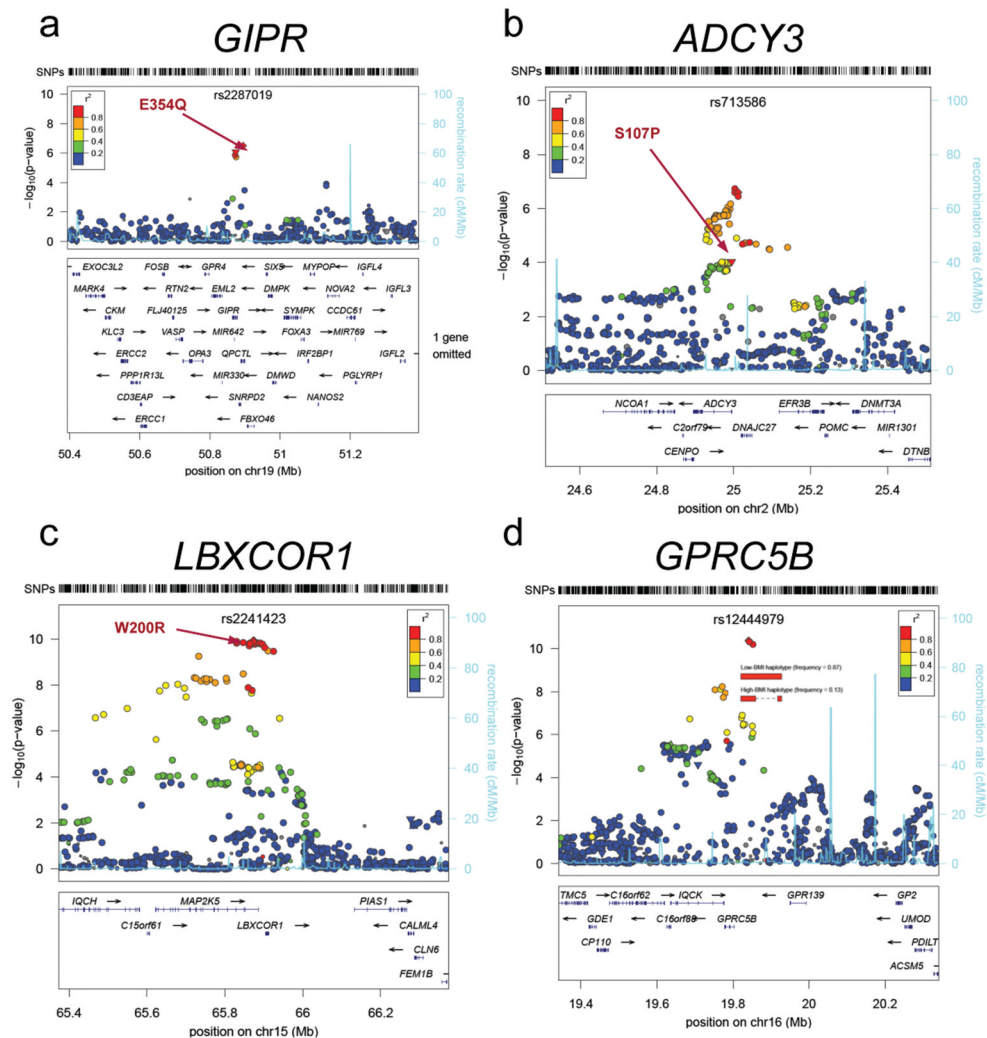 a
GIPR
SNPs
10
8
6
4
2
0
r²
0.8
0.6
0.4
0.2
rs2287019
E354Q
100
80
60
40
20
0
−log₁₀(p−value)
recombination rate (cM/Mb)
EXOC3L2 FOSB GPR4 SIX5 MYPOP IGFL4
MARK4 RTN2 EML2 DMPK NOVA2 IGFL3
CKM FLJ40125 GIPR SYMPK CCDC61
KLC3 VASP MIR642 FOXA3 MIR769
1 gene
omitted
ERCC2 OPA3 QPCTL IRF2BP1 IGFL2
PPP1R13L MIR330 DMWD PGLYRP1
CD3EAP SNRPD2 NANOS2
ERCC1 FBXO46
50.4 50.6 50.8 51 51.2
position on chr19 (Mb)
b
ADCY3
SNPs
10
8
6
4
2
0
r²
0.8
0.6
0.4
0.2
rs713586
S107P
100
80
60
40
20
0
−log₁₀(p−value)
recombination rate (cM/Mb)
NCOA1 ADCY3 EFR3B DNMT3A
C2orf79 DNAJC27 POMC MIR1301
CENPO DTNB
24.6 24.8 25 25.2 25.4
position on chr2 (Mb)
c
LBXCOR1
SNPs
10
8
6
4
2
0
rs2241423
W200R
r²
0.8
0.6
0.4
0.2
100
80
60
40
20
0
−log₁₀(p−value)
recombination rate (cM/Mb)
IQCH MAP2K5 PIAS1
C15orf61 LBXCOR1 CALML4
CLN6
FEM1B
65.4 65.6 65.8 66 66.2
position on chr15 (Mb)
d
GPRC5B
SNPs
10
8
6
4
2
0
rs12444979
Low-BMI haplotype (frequency = 0.87)
High-BMI haplotype (frequency = 0.13)
r²
0.8
0.6
0.4
0.2
100
80
60
40
20
0
−log₁₀(p−value)
recombination rate (cM/Mb)
TMC5 C16orf62 IQCK GPR139 GP2
GDE1 C16orf88 GPRC5B UMOD
CP110 PDILT
ACSM5
19.4 19.6 19.8 20 20.2
position on chr16 (Mb)